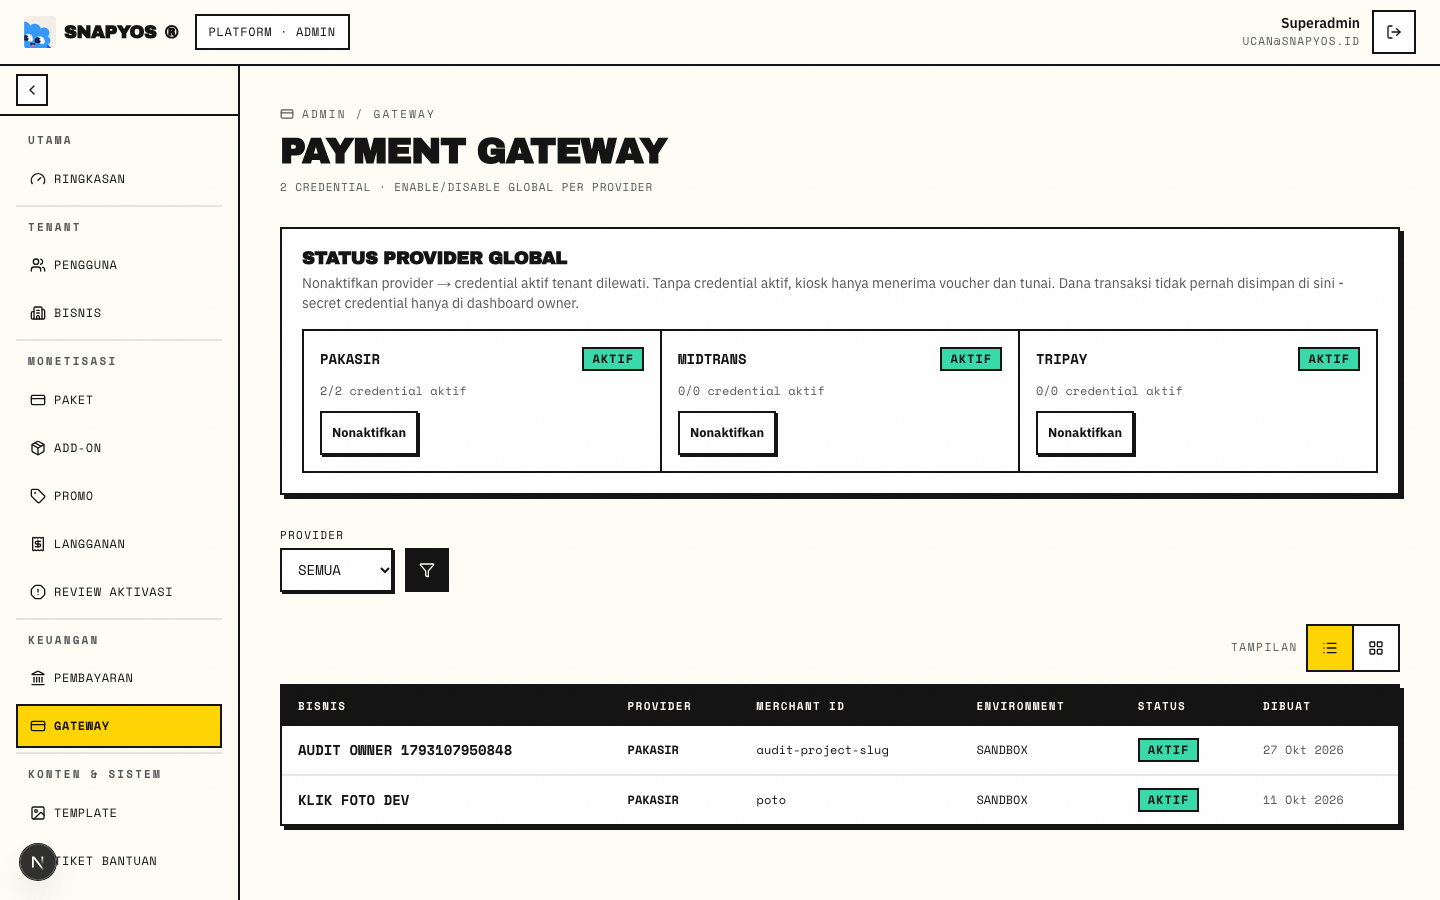 SNAPYOS ®
PLATFORM · ADMIN
Superadmin
UCAN@SNAPYOS.ID
UTAMA
RINGKASAN
TENANT
PENGGUNA
BISNIS
MONETISASI
PAKET
ADD-ON
PROMO
LANGGANAN
REVIEW AKTIVASI
KEUANGAN
PEMBAYARAN
GATEWAY
KONTEN & SISTEM
TEMPLATE
TIKET BANTUAN
N
ADMIN / GATEWAY
PAYMENT GATEWAY
2 CREDENTIAL · ENABLE/DISABLE GLOBAL PER PROVIDER
STATUS PROVIDER GLOBAL
Nonaktifkan provider → credential aktif tenant dilewati. Tanpa credential aktif, kiosk hanya menerima voucher dan tunai. Dana transaksi tidak pernah disimpan di sini -
secret credential hanya di dashboard owner.
PAKASIR AKTIF
2/2 credential aktif
Nonaktifkan
MIDTRANS AKTIF
0/0 credential aktif
Nonaktifkan
TRIPAY AKTIF
0/0 credential aktif
Nonaktifkan
PROVIDER
SEMUA
TAMPILAN
BISNIS PROVIDER MERCHANT ID ENVIRONMENT STATUS DIBUAT
AUDIT OWNER 1793107950848 PAKASIR audit-project-slug SANDBOX AKTIF 27 Okt 2026
KLIK FOTO DEV PAKASIR poto SANDBOX AKTIF 11 Okt 2026